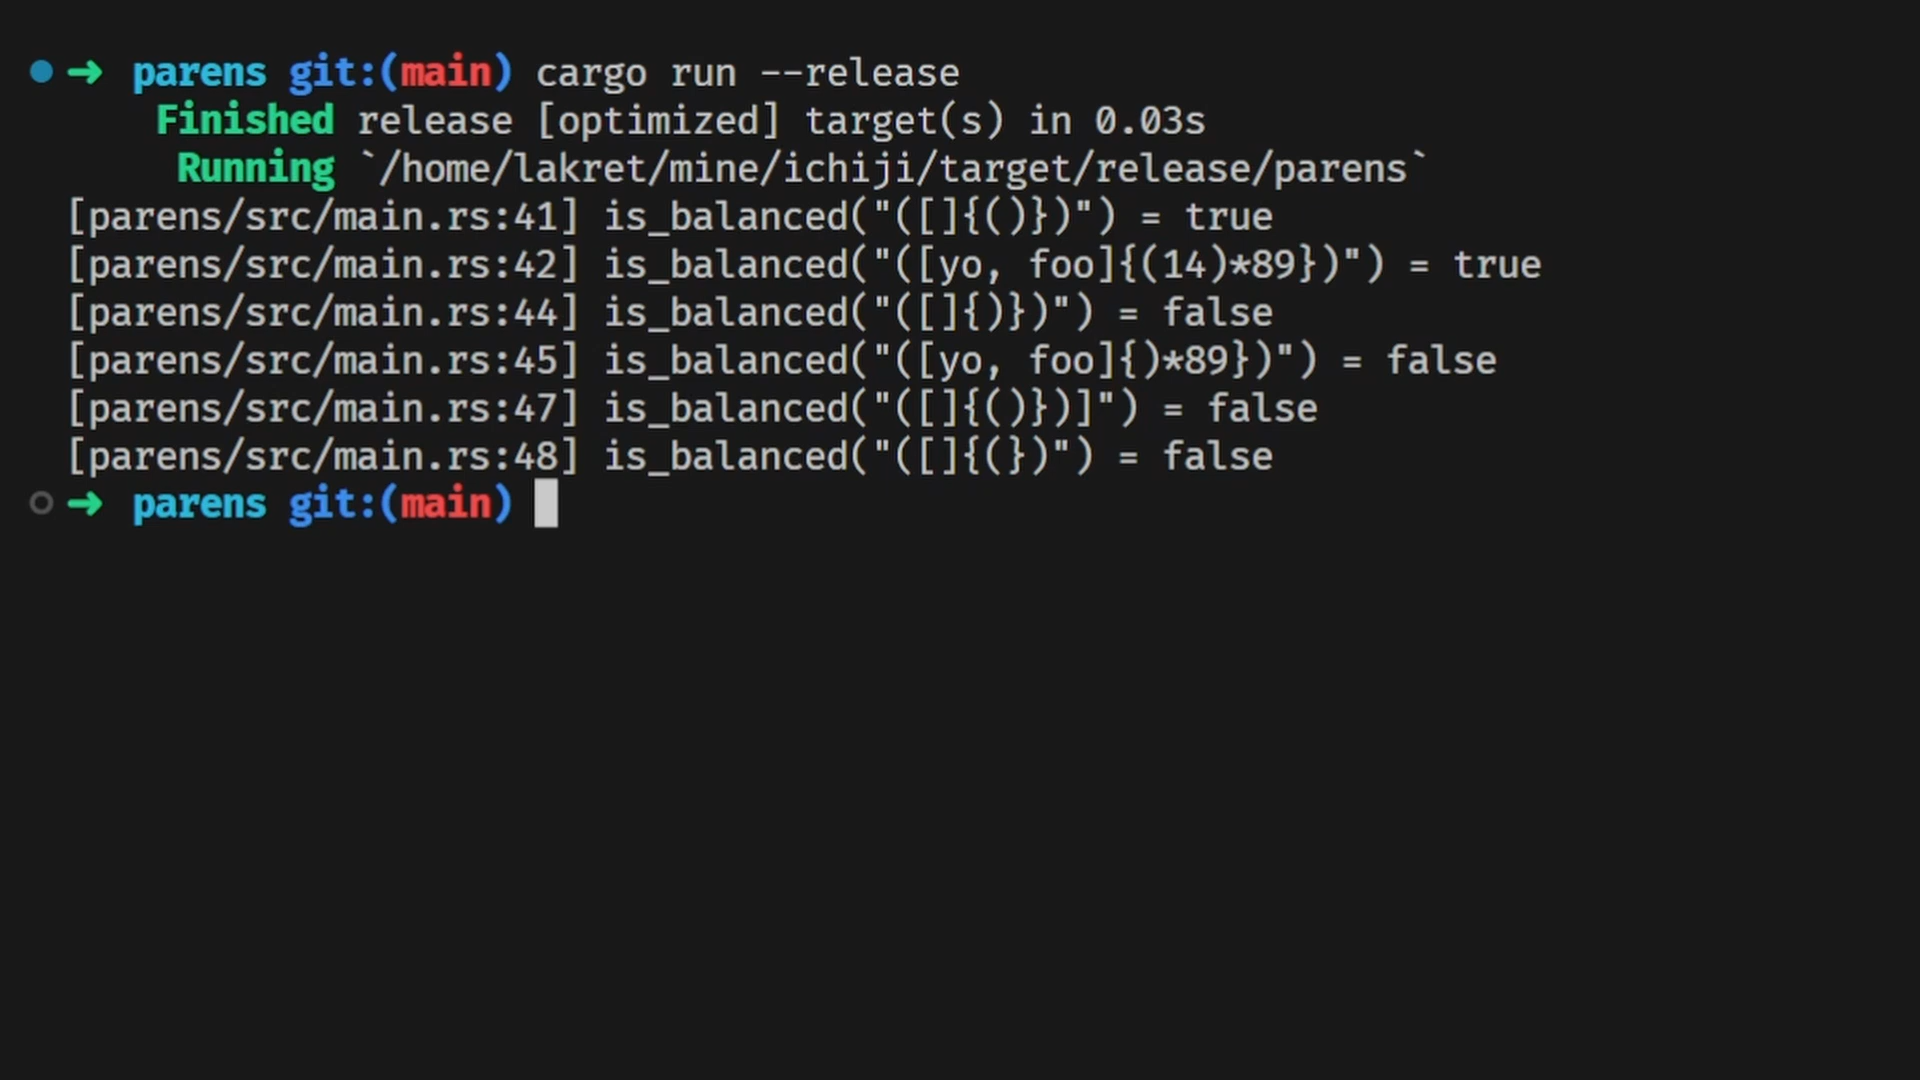 ➜ parens git:(main) cargo run --release
Finished release [optimized] target(s) in 0.03s
Running `/home/lakret/mine/ichiji/target/release/parens`
[parens/src/main.rs:41] is_balanced("([]{()})") = true
[parens/src/main.rs:42] is_balanced("([yo, foo]{(14)*89})") = true
[parens/src/main.rs:44] is_balanced("([]{)})") = false
[parens/src/main.rs:45] is_balanced("([yo, foo]{)*89})") = false
[parens/src/main.rs:47] is_balanced("([]{()})]") = false
[parens/src/main.rs:48] is_balanced("([]{(})") = false
➜ parens git:(main)